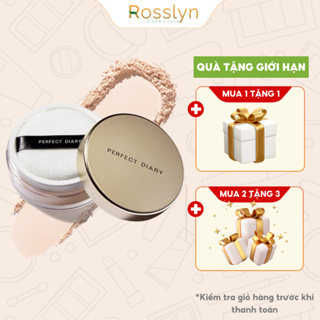 Rosslyn
QUÀ TẶNG GIỚI HẠN
MUA 1 TẶNG 1
MUA 2 TẶNG 3
PERFECT DIARY
PERFECT DIARY
*Kiểm tra giỏ hàng trước khi
thanh toán